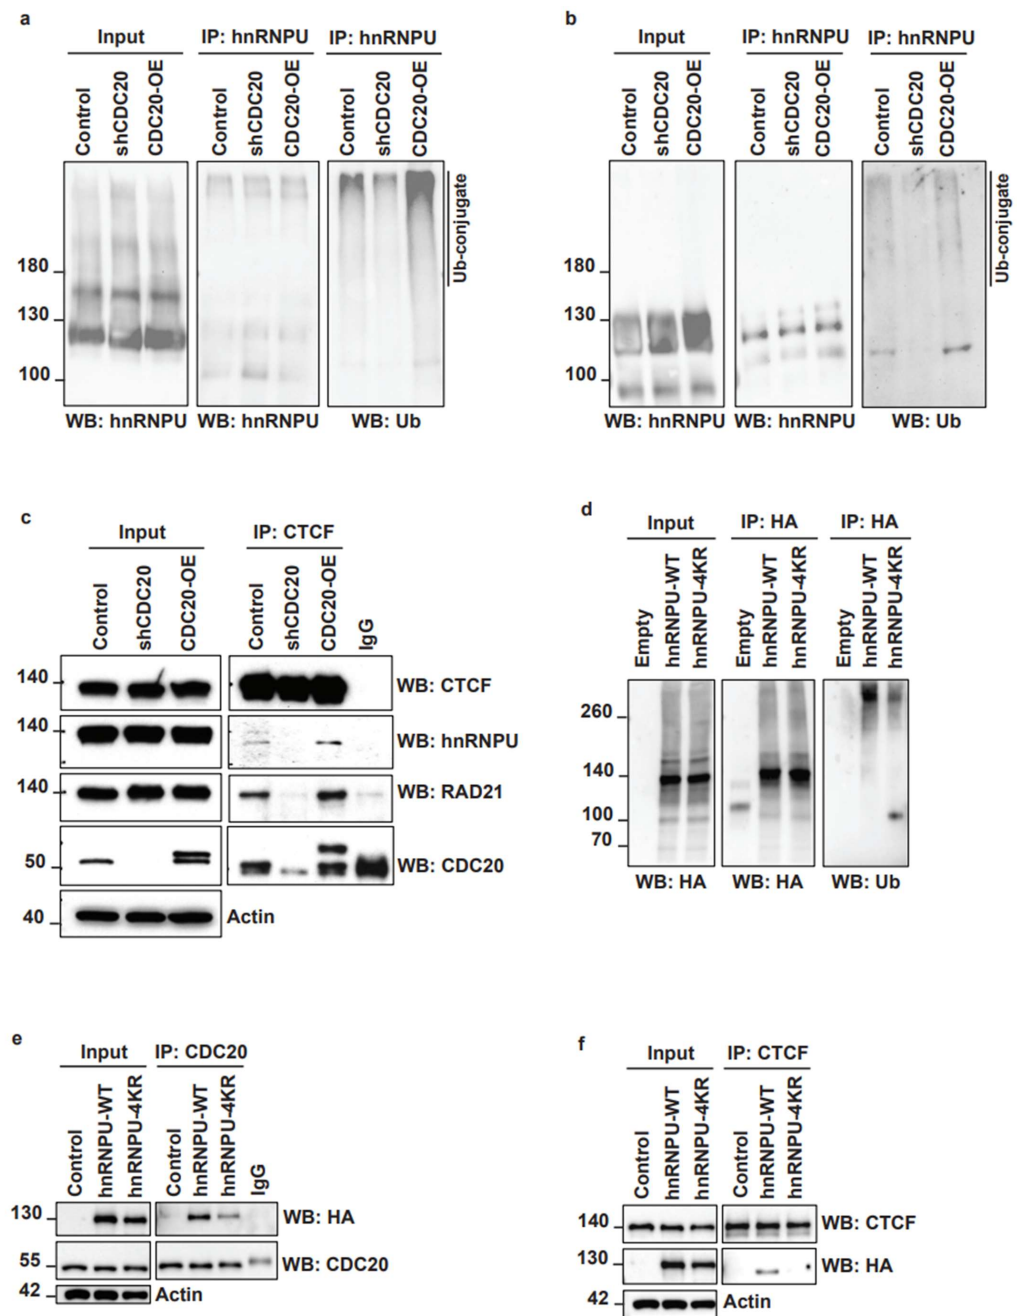 a
Input IP: hnRNPU IP: hnRNPU
Control shCDC20 CDC20-OE Control shCDC20 CDC20-OE Control shCDC20 CDC20-OE
Ub-conjugate
180
130
100
WB: hnRNPU WB: hnRNPU WB: Ub
b
Input IP: hnRNPU IP: hnRNPU
Control shCDC20 CDC20-OE Control shCDC20 CDC20-OE Control shCDC20 CDC20-OE
Ub-conjugate
180
130
100
WB: hnRNPU WB: hnRNPU WB: Ub
c
Input IP: CTCF
Control shCDC20 CDC20-OE Control shCDC20 CDC20-OE IgG
140 WB: CTCF
140 WB: hnRNPU
140 WB: RAD21
50 WB: CDC20
40 Actin
d
Input IP: HA IP: HA
Empty hnRNPU-WT hnRNPU-4KR Empty hnRNPU-WT hnRNPU-4KR Empty hnRNPU-WT hnRNPU-4KR
260
140
100
70
WB: HA WB: HA WB: Ub
e
Input IP: CDC20
Control hnRNPU-WT hnRNPU-4KR Control hnRNPU-WT hnRNPU-4KR IgG
130 WB: HA
55 WB: CDC20
42 Actin
f
Input IP: CTCF
Control hnRNPU-WT hnRNPU-4KR Control hnRNPU-WT hnRNPU-4KR
140 WB: CTCF
130 WB: HA
42 Actin